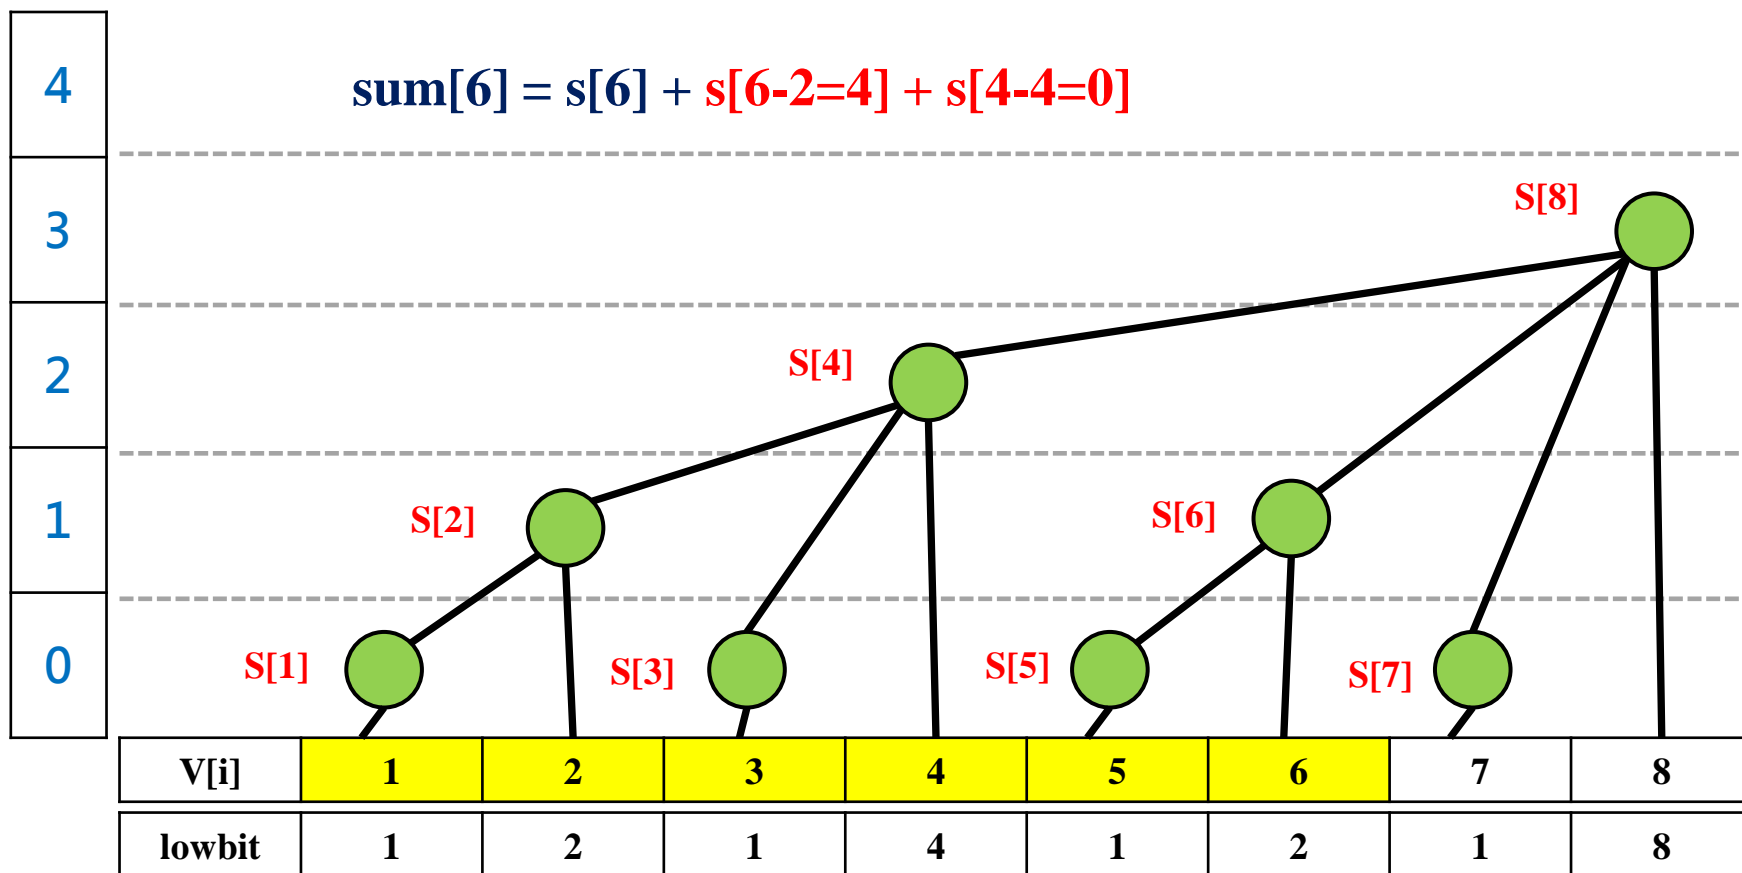 4
sum[6] = s[6] + s[6-2=4] + s[4-4=0]
3
S[8]
2
S[4]
1
S[2]
S[6]
0
S[1]
S[3]
S[5]
S[7]
V[i] 1 2 3 4 5 6 7 8
lowbit 1 2 1 4 1 2 1 8